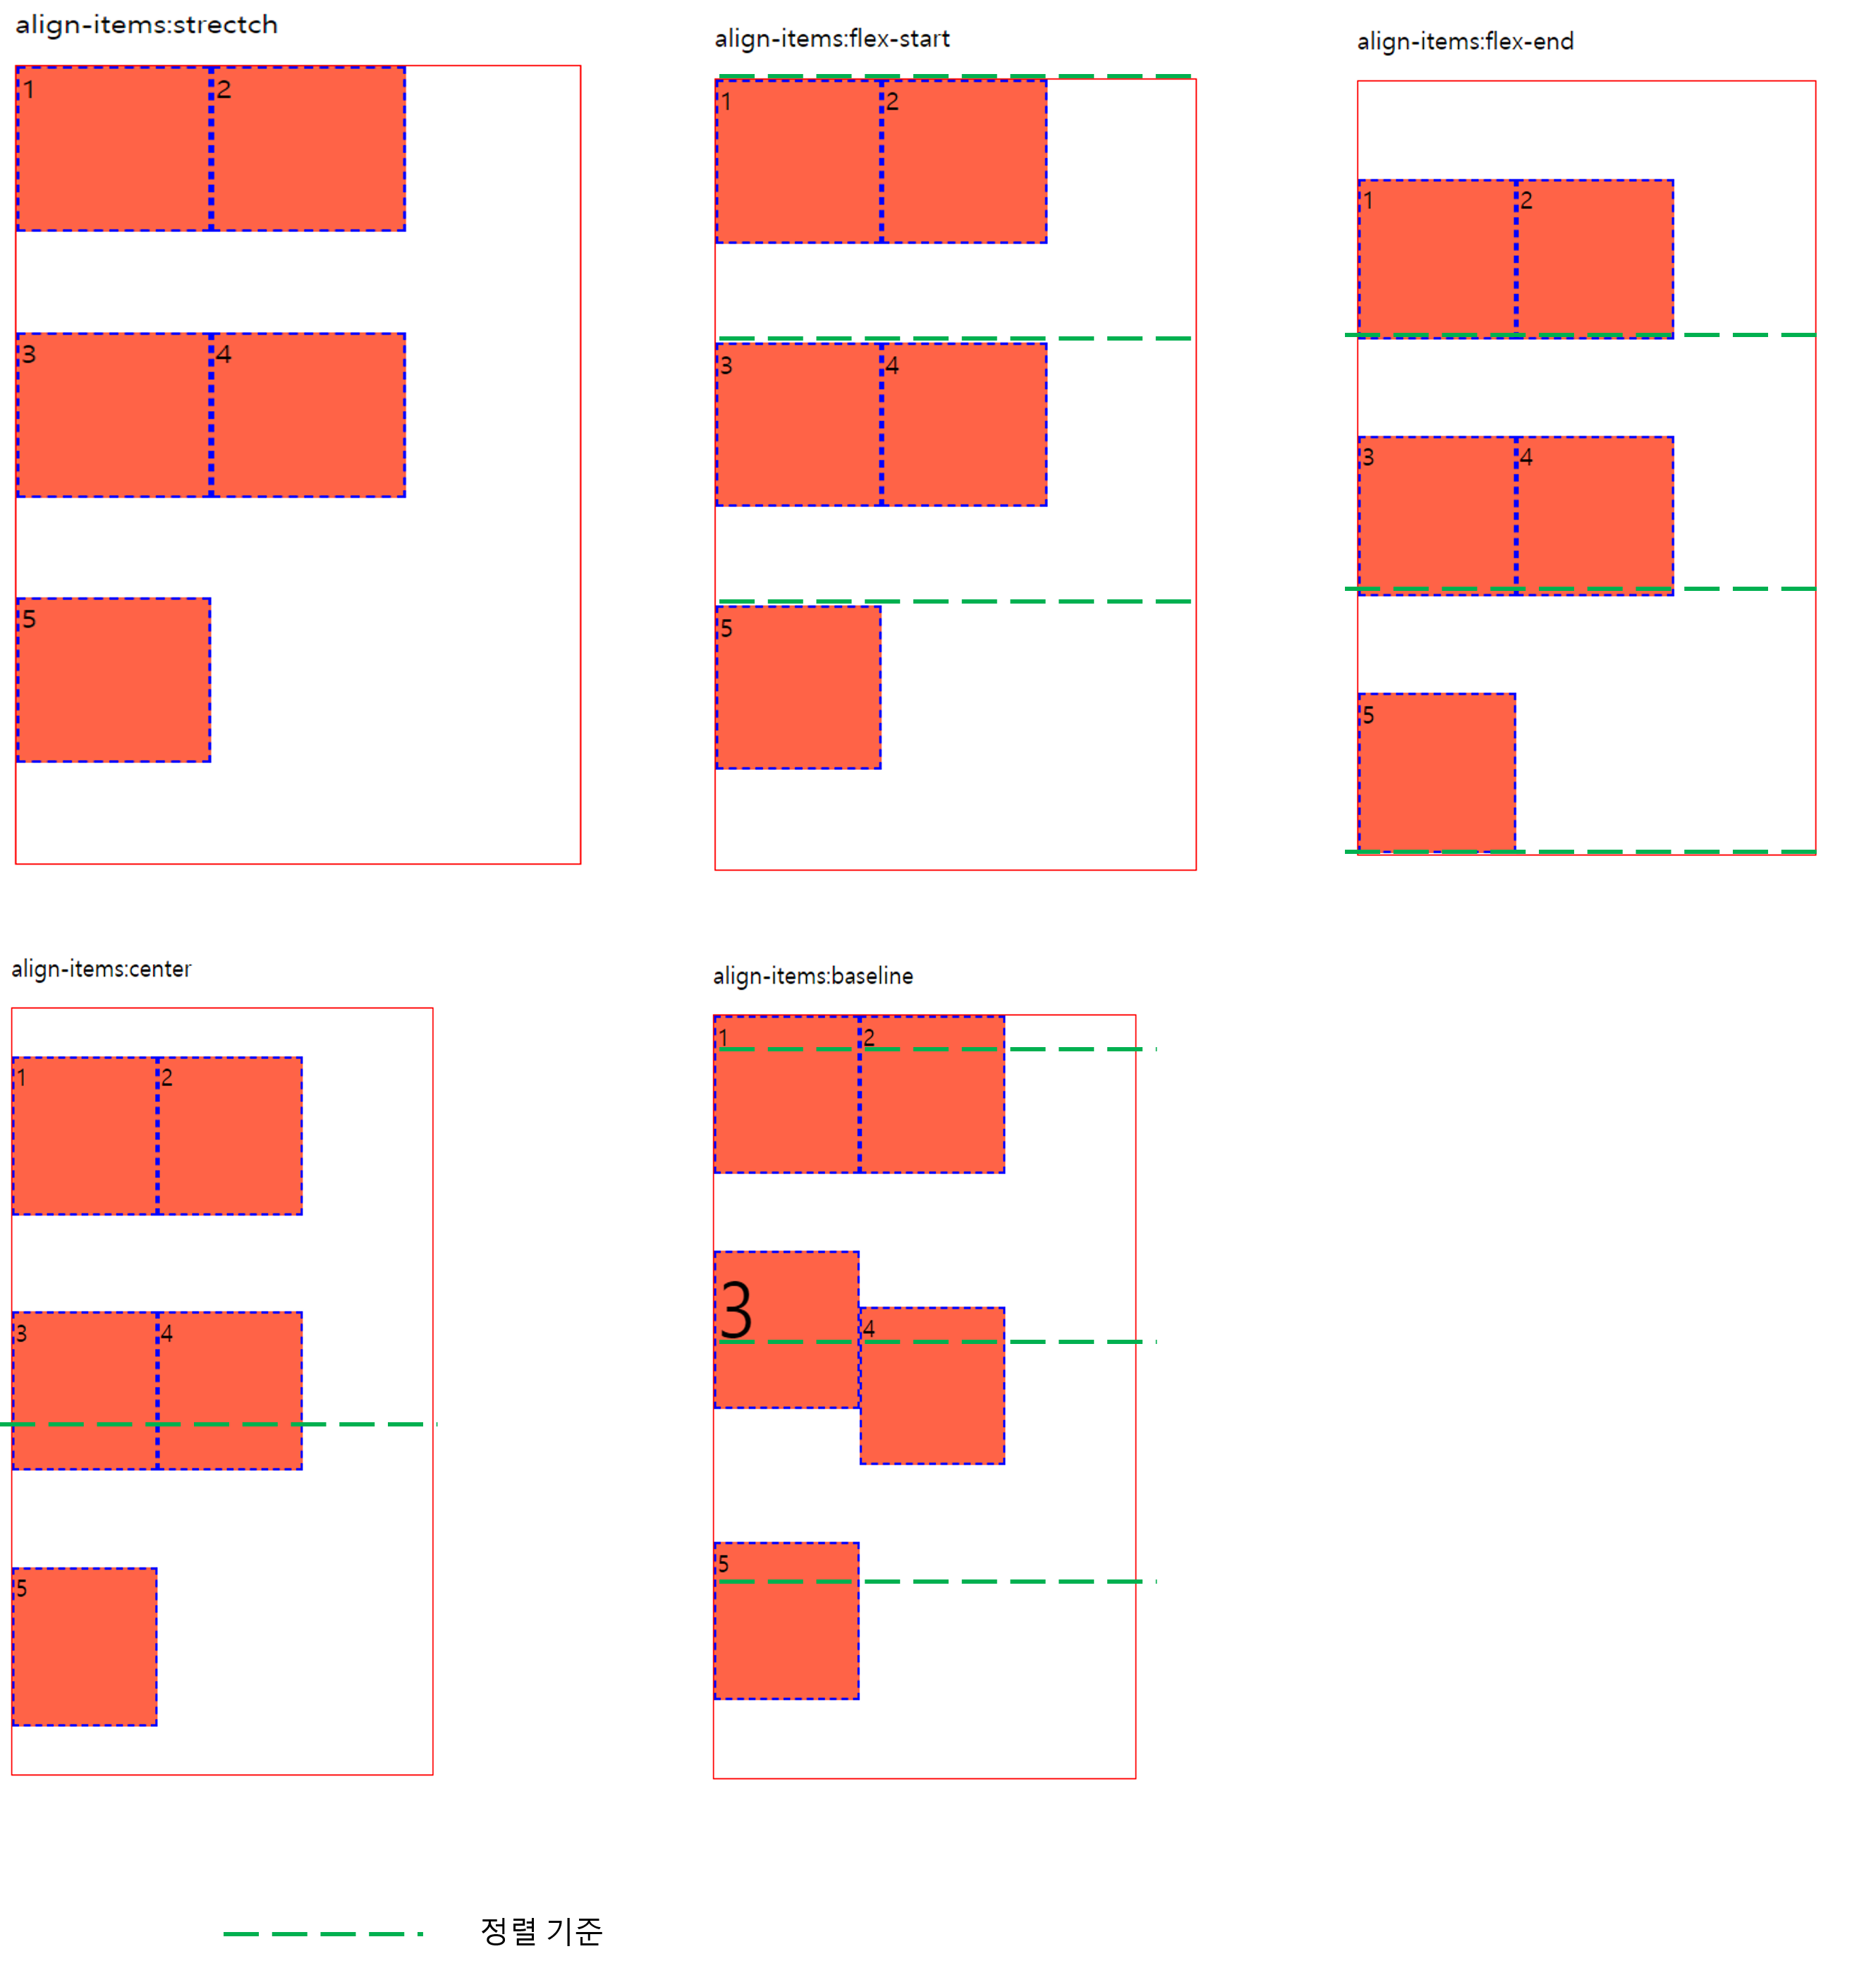 align-items:strectch
1 2
3 4
5
align-items:flex-start
1 2
3 4
5
align-items:flex-end
1 2
3 4
5
align-items:center
1 2
3 4
5
align-items:baseline
1 2
3 4
5
정렬 기준